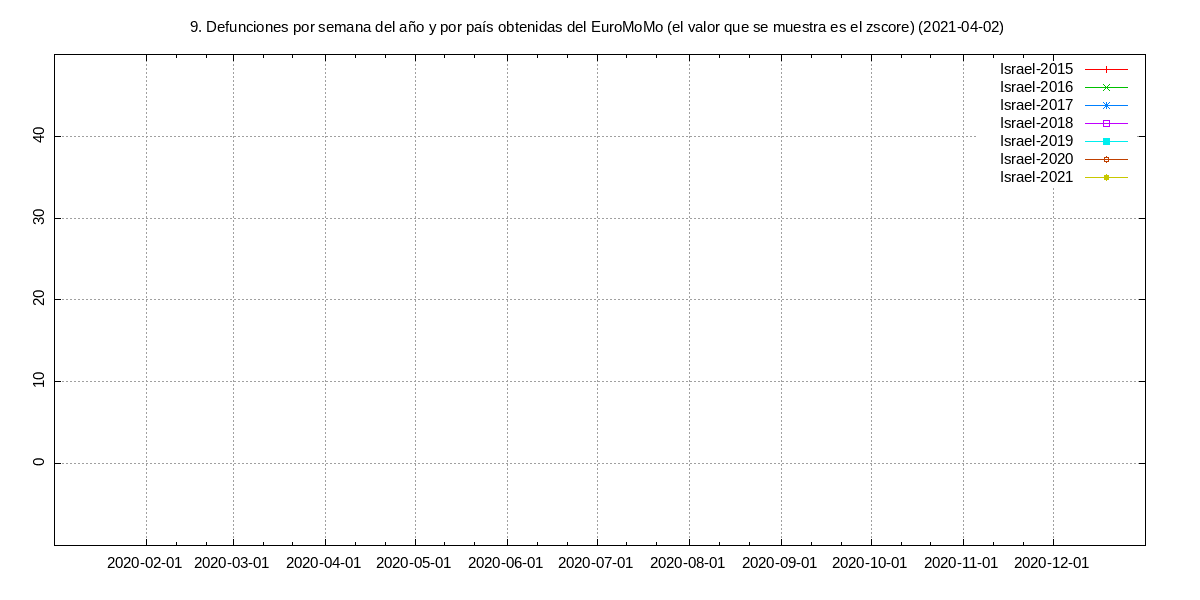 9. Defunciones por semana del año y por país obtenidas del EuroMoMo (el valor que se muestra es el zscore) (2021-04-02)
Israel-2015
Israel-2016
Israel-2017
Israel-2018
Israel-2019
Israel-2020
Israel-2021
40
30
20
10
0
2020-02-01 2020-03-01 2020-04-01 2020-05-01 2020-06-01 2020-07-01 2020-08-01 2020-09-01 2020-10-01 2020-11-01 2020-12-01